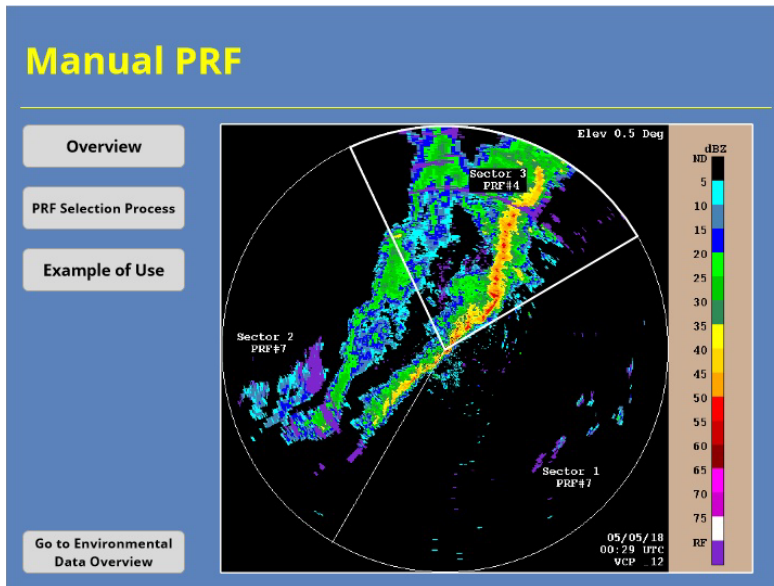 Manual PRF
Overview
PRF Selection Process
Example of Use
Go to Environmental
Data Overview
Elev 0.5 Deg
Sector 3
PRF#4
Sector 2
PRF#7
Sector 1
PRF#7
05/05/18
00:29 UTC
VCP 12
dBZ
ND
5
10
15
20
25
30
35
40
45
50
55
60
65
70
75
RF